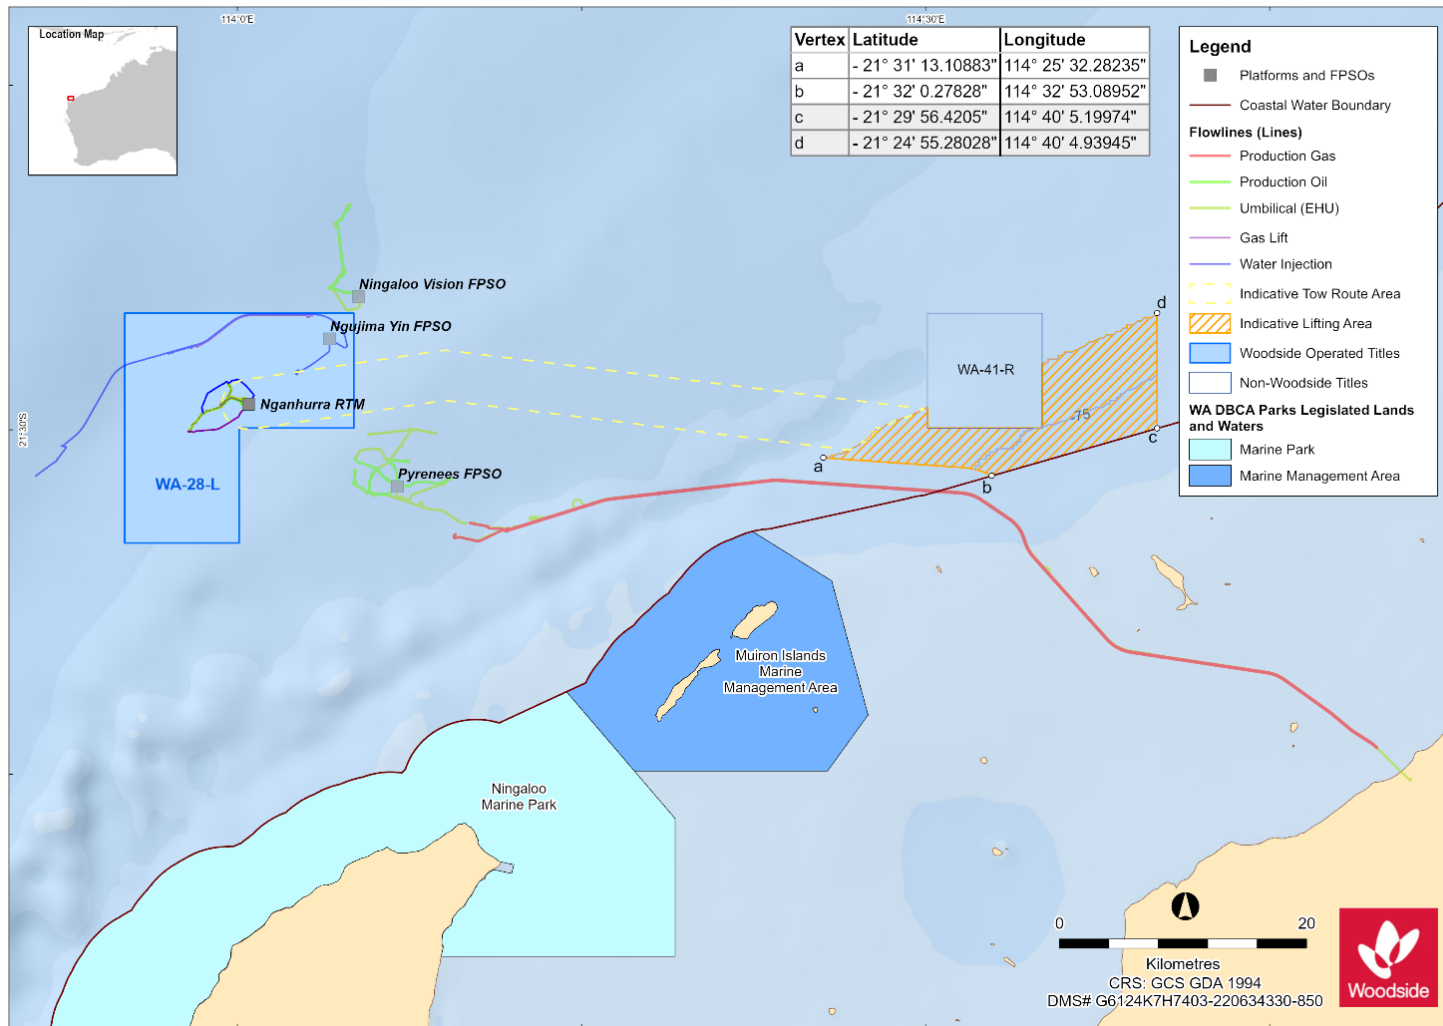 114°0'E
114°30'E
Location Map
Vertex Latitude Longitude
a - 21° 31' 13.10883" 114° 25' 32.28235"
b - 21° 32' 0.27828" 114° 32' 53.08952"
c - 21° 29' 56.4205" 114° 40' 5.19974"
d - 21° 24' 55.28028" 114° 40' 4.93945"
Legend
Platforms and FPSOs
Coastal Water Boundary
Flowlines (Lines)
Production Gas
Production Oil
Umbilical (EHU)
Gas Lift
Water Injection
Indicative Tow Route Area
Indicative Lifting Area
Woodside Operated Titles
Non-Woodside Titles
WA DBCA Parks Legislated Lands
and Waters
Marine Park
Marine Management Area
Ningaloo Vision FPSO
Ngujima Yin FPSO
Nganhurra RTM
21°30'S
WA-28-L
Pyrenees FPSO
WA-41-R
-75
a
b
c
d
Muiron Islands
Marine
Management Area
Ningaloo
Marine Park
0 20
Kilometres
CRS: GCS GDA 1994
DMS# G6124K7H7403-220634330-850
Woodside